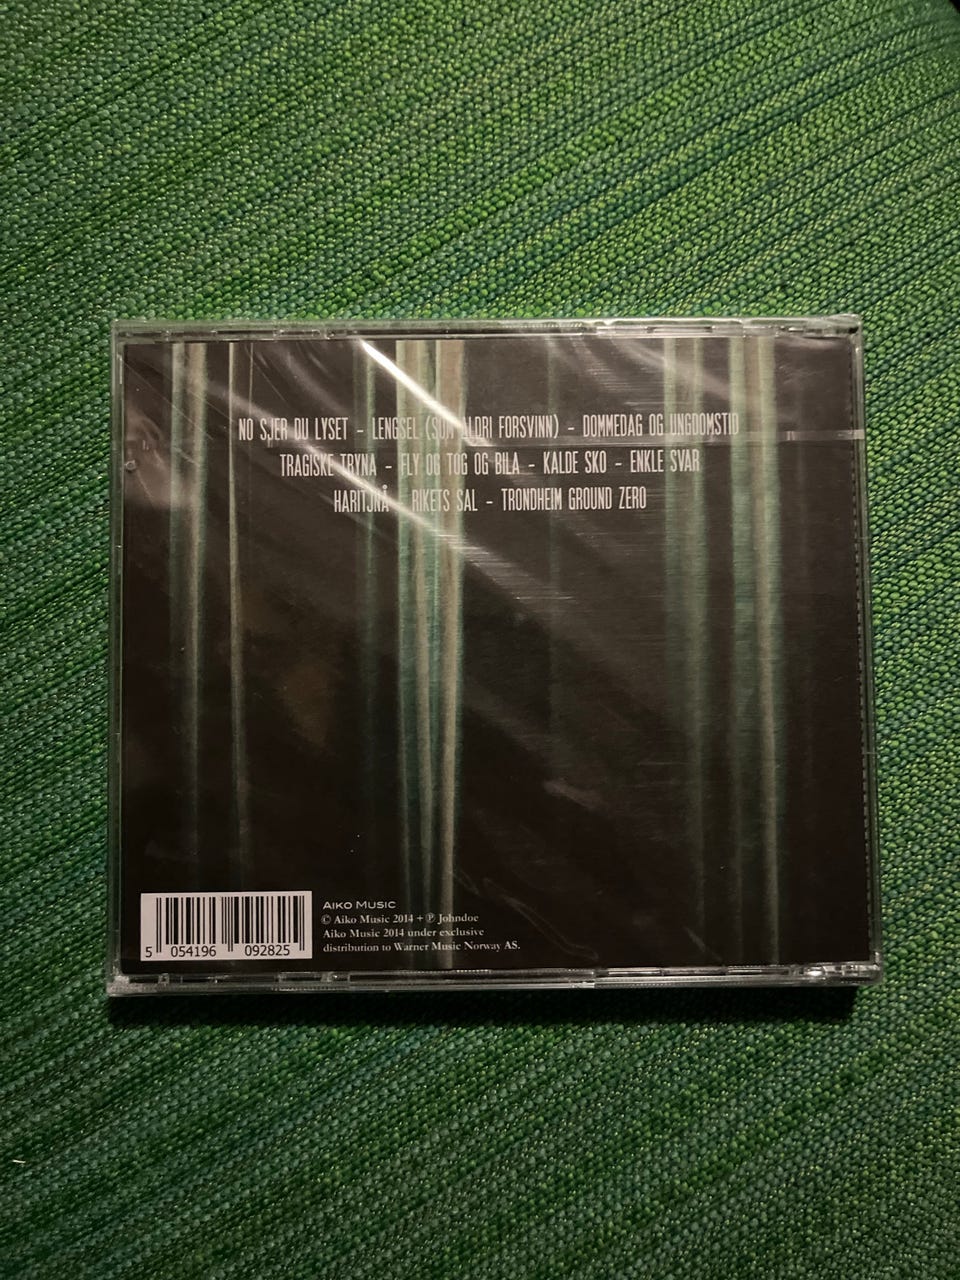 NO SJER DU LYSET - LENGSEL (SOM ALDRI FORSVINN) - DOMMEDAG OG UNGDOMSTID
TRAGISKE TRYNA - FLY OG TOG OG BILA - KALDE SKO - ENKLE SVAR
HARITJNÅ - RIKETS SAL - TRONDHEIM GROUND ZERO
AIKO MUSIC
© Aiko Music 2014 + ℗ Johndoe
Aiko Music 2014 under exclusive
distribution to Warner Music Norway AS.
5 054196 092825